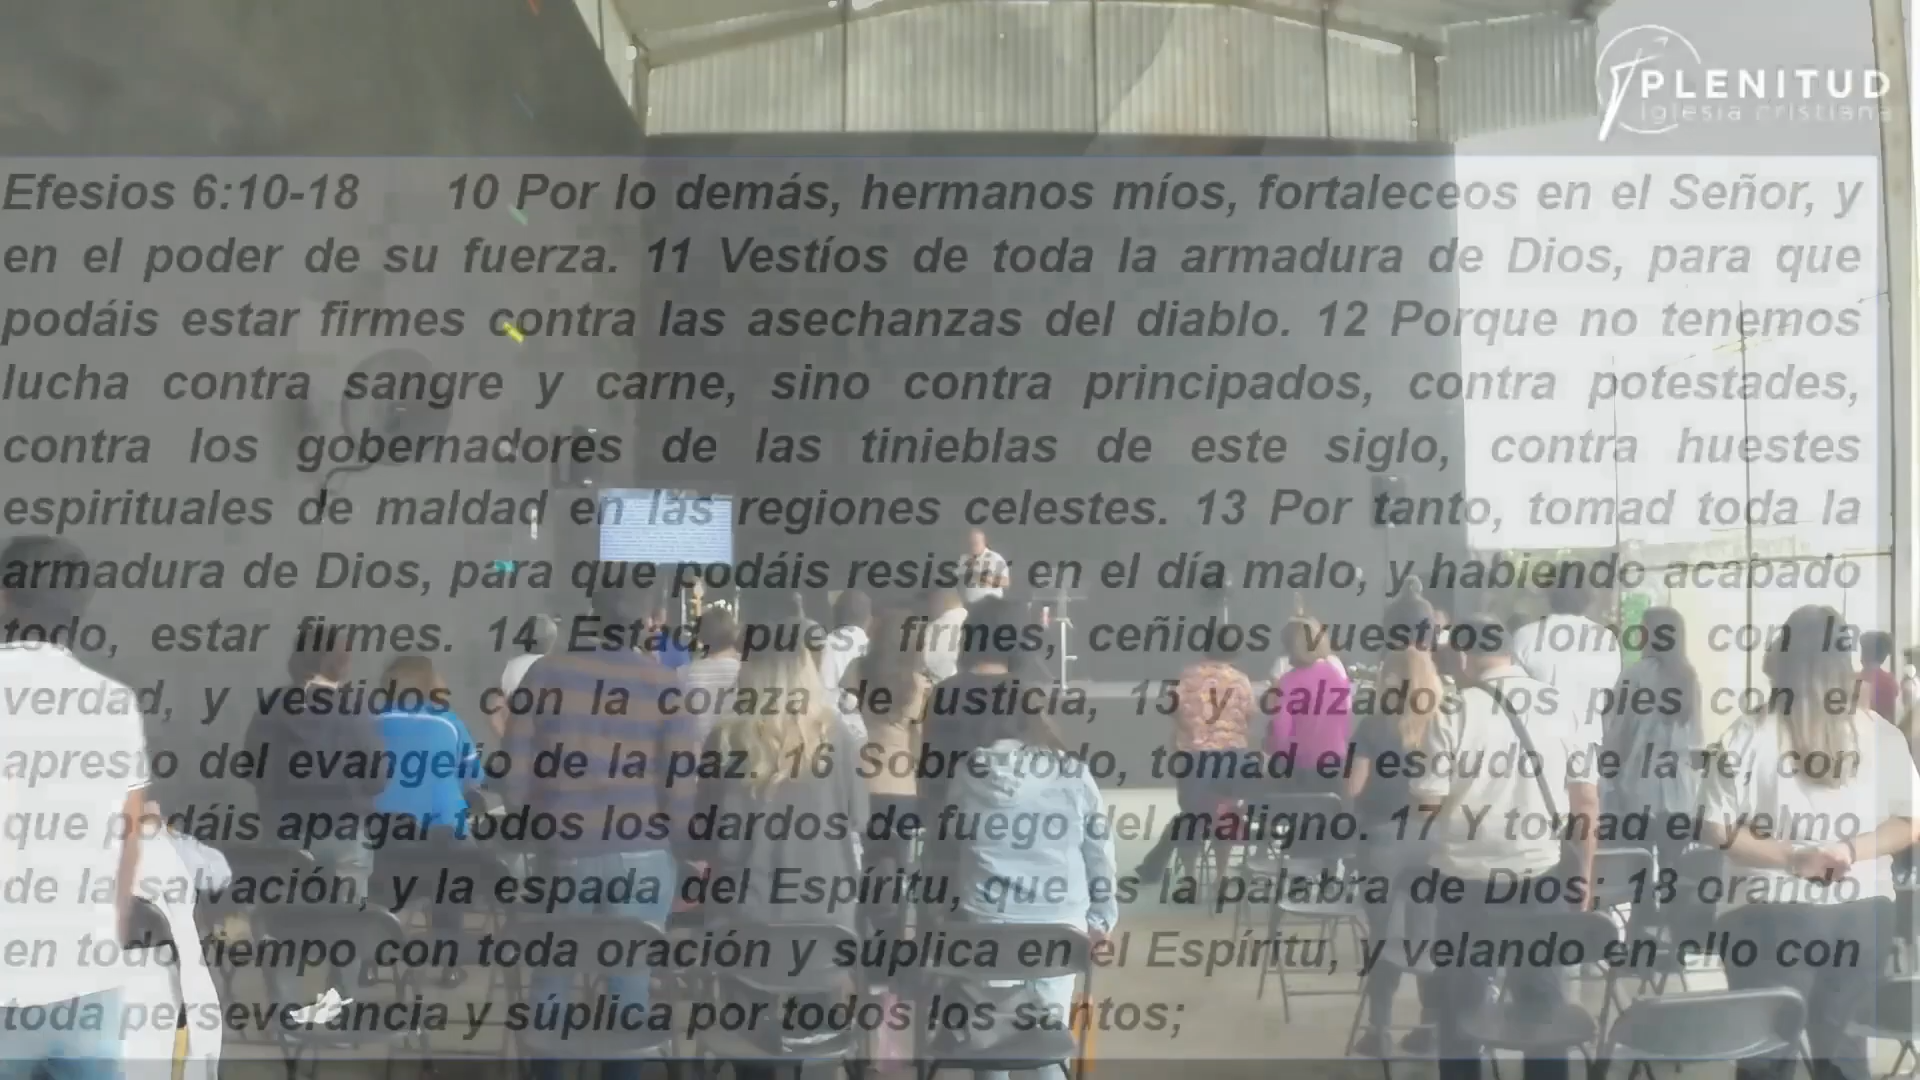 PLENITUD
iglesia cristiana
Efesios 6:10-18 10 Por lo demás, hermanos míos, fortaleceos en el Señor, y
en el poder de su fuerza. 11 Vestíos de toda la armadura de Dios, para que
podáis estar firmes contra las asechanzas del diablo. 12 Porque no tenemos
lucha contra sangre y carne, sino contra principados, contra potestades,
contra los gobernadores de las tinieblas de este siglo, contra huestes
espirituales de maldad en las regiones celestes. 13 Por tanto, tomad toda la
armadura de Dios, para que podáis resistir en el día malo, y habiendo acabado
todo, estar firmes. 14 Estad, pues, firmes, ceñidos vuestros lomos con la
verdad, y vestidos con la coraza de justicia, 15 y calzados los pies con el
apresto del evangelio de la paz. 16 Sobre todo, tomad el escudo de la fe, con
que podáis apagar todos los dardos de fuego del maligno. 17 Y tomad el yelmo
de la salvación, y la espada del Espíritu, que es la palabra de Dios; 18 orando
en todo tiempo con toda oración y súplica en el Espíritu, y velando en ello con
toda perseverancia y súplica por todos los santos;